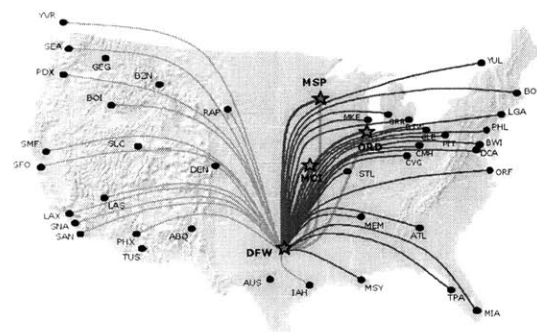 YVR
SEA
GEG
YUL
PDX
BZN
MSP
BO
BOI
RAP
MKE
GRR
LGA
PHL
ORD
PIT
BWI
SMF
SLC
CMH
DCA
SFO
DEN
MCI
STL
CVG
ORF
LAS
LAX
SNA
SAN
PHX
ABQ
TUS
DFW
MEM
ATL
AUS
IAH
MSY
TPA
MIA